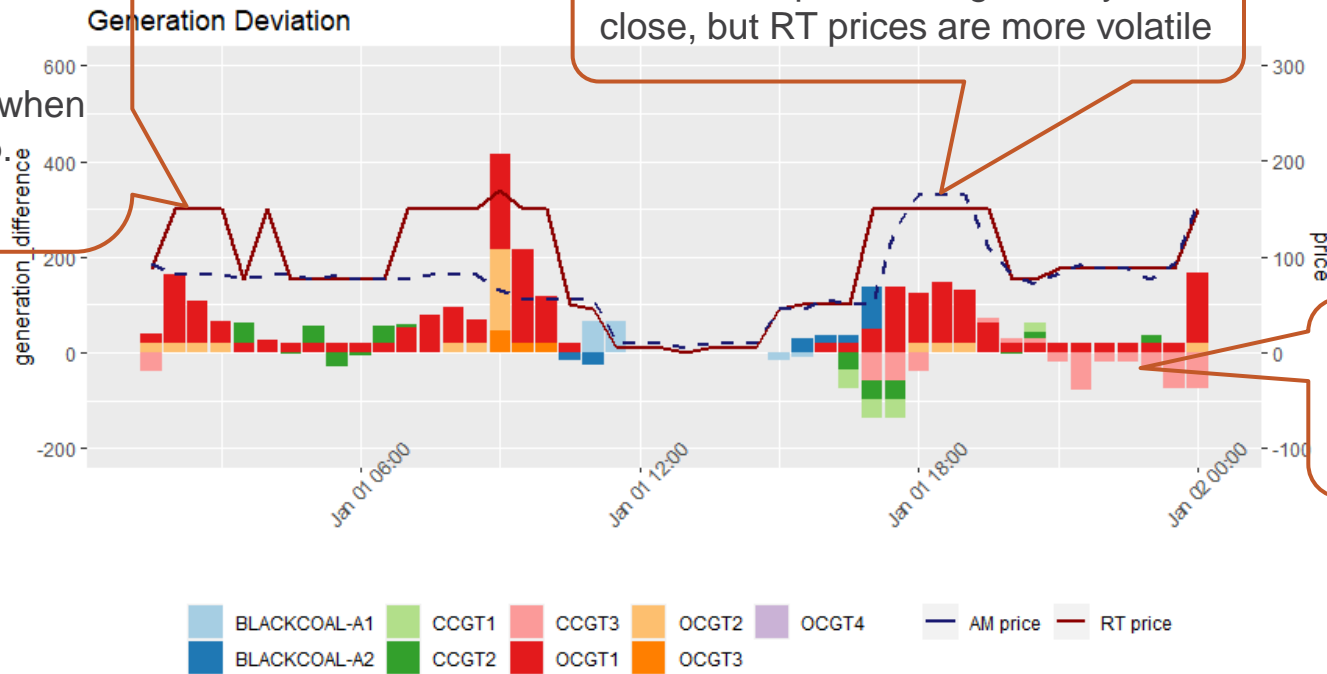 Generation Deviation
close, but RT prices are more volatile
when
600
400
200
0
-200
generation_difference
300
200
100
0
-100
price
Jan 01 06:00
Jan 01 12:00
Jan 01 18:00
Jan 02 00:00
BLACKCOAL-A1 CCGT1 CCGT3 OCGT2 OCGT4 AM price RT price
BLACKCOAL-A2 CCGT2 OCGT1 OCGT3